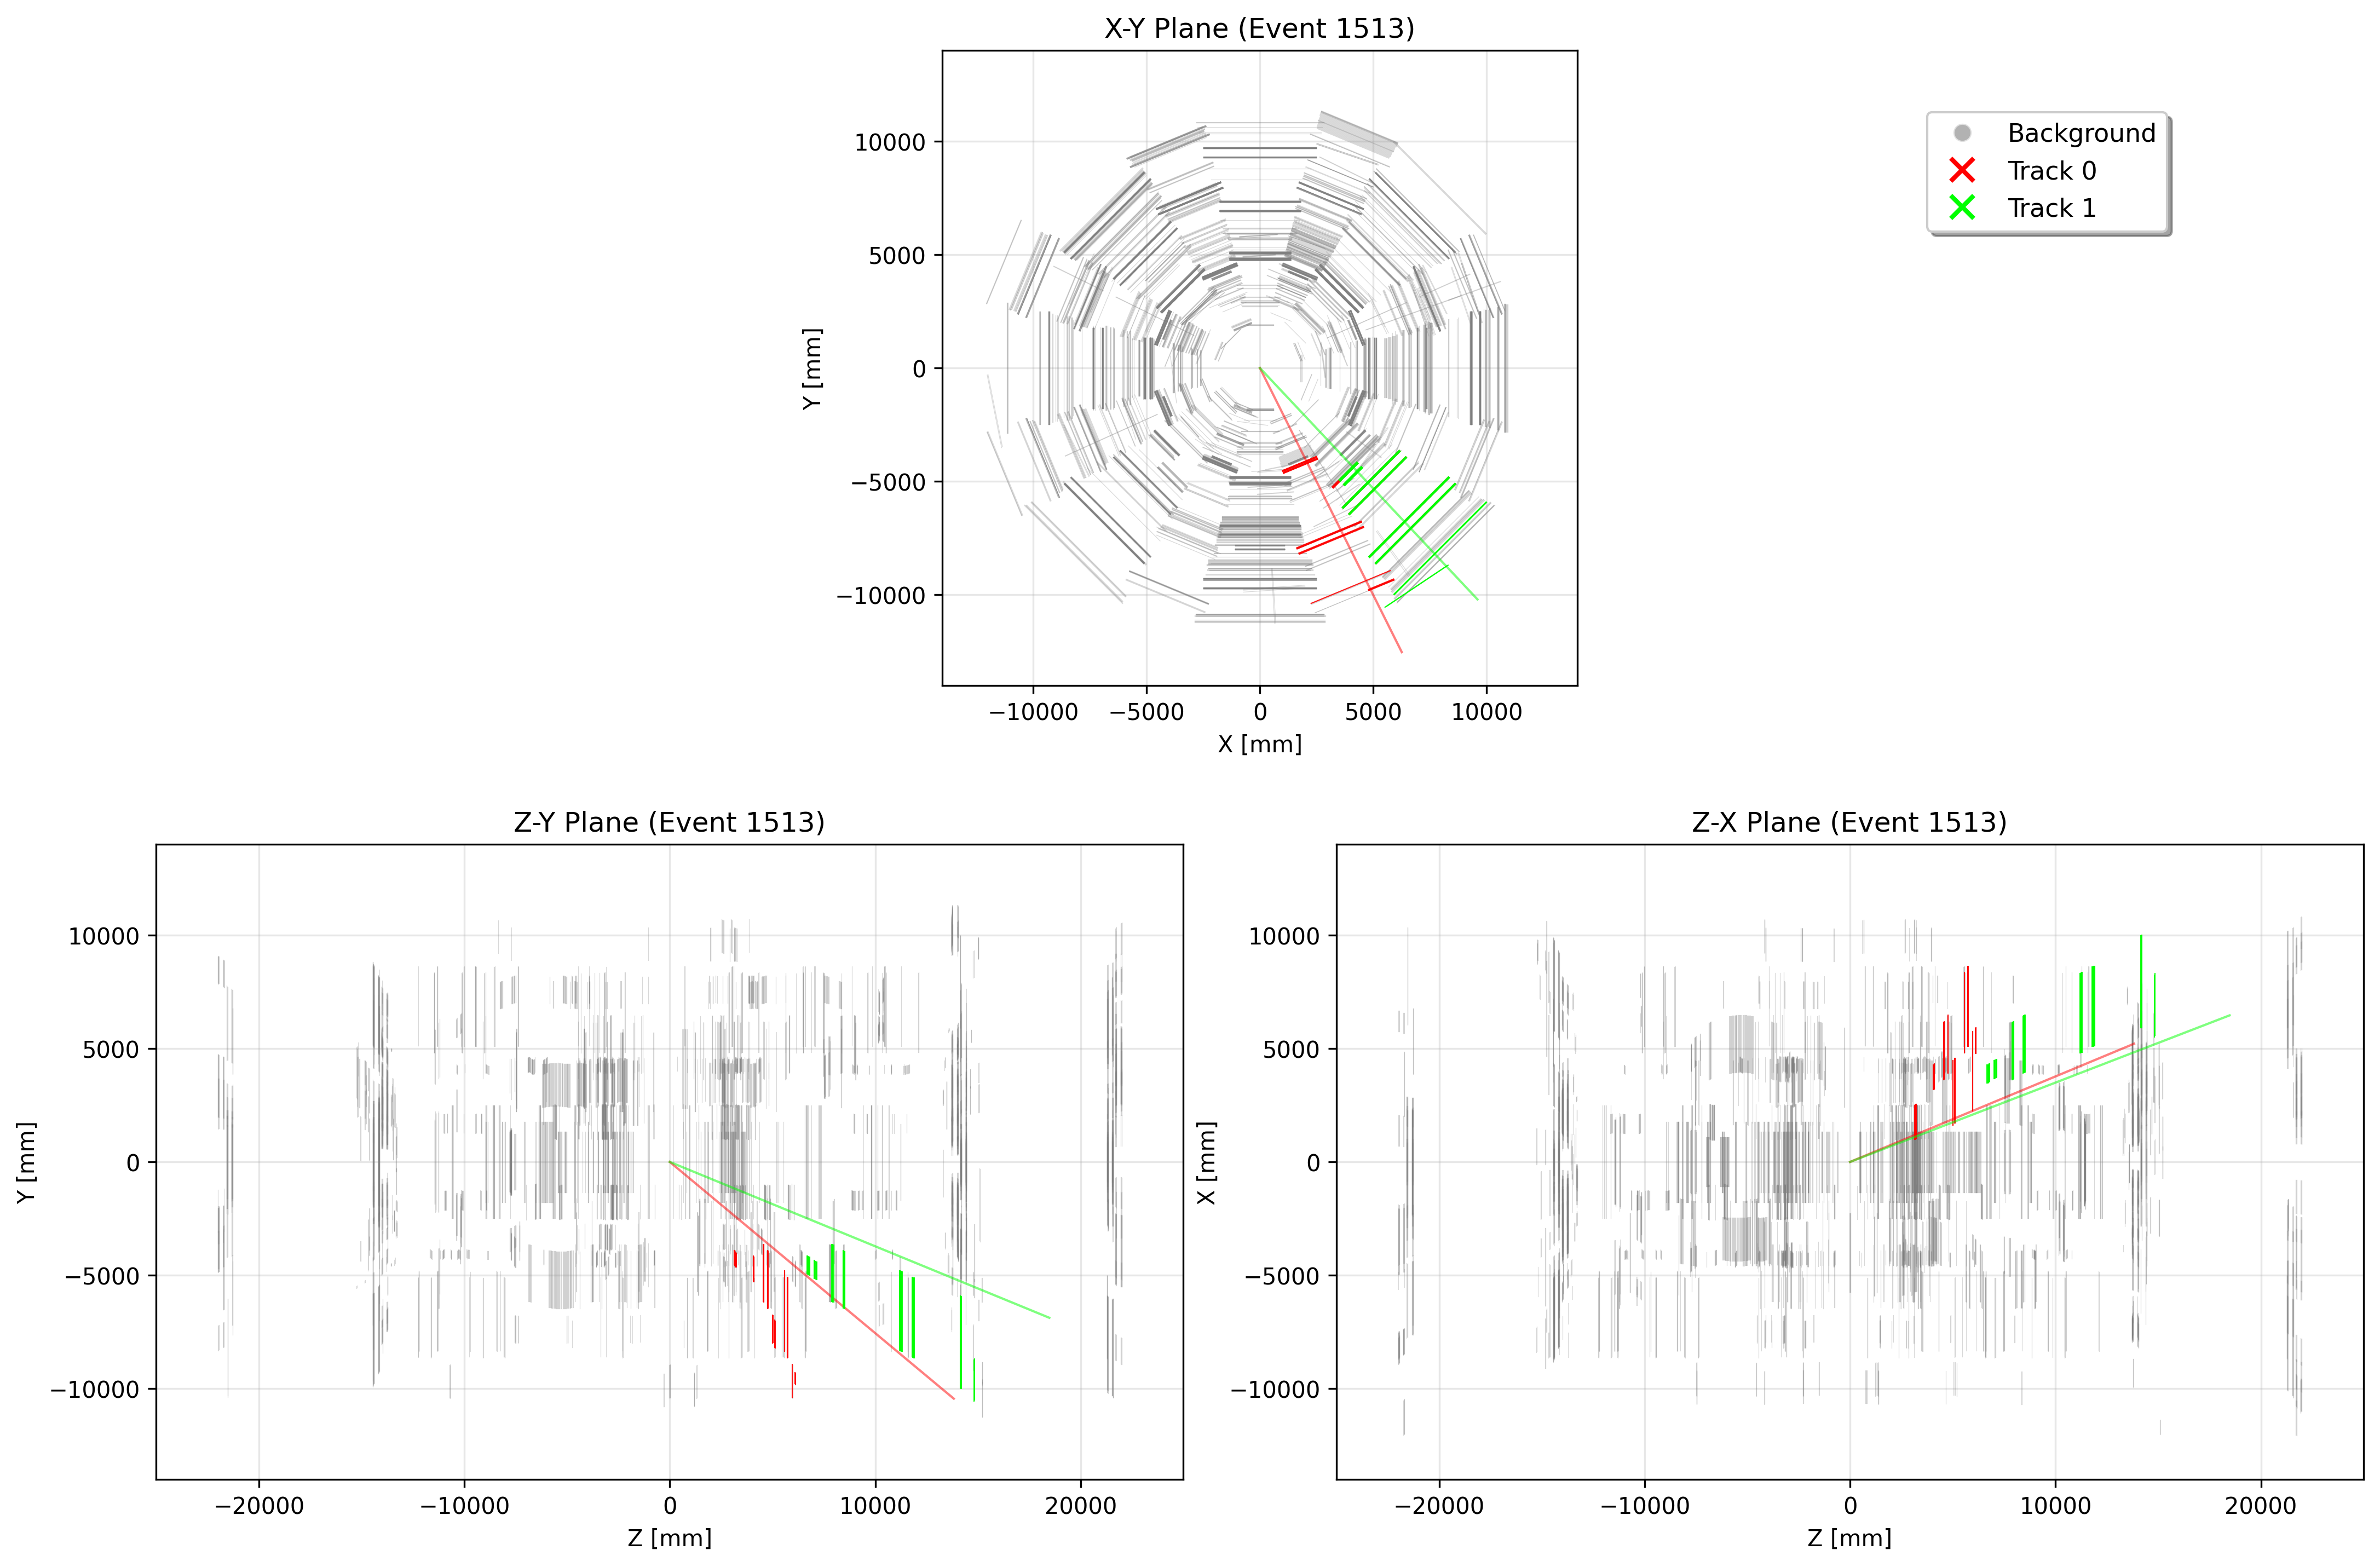 X-Y Plane (Event 1513)
10000
5000
0
−5000
−10000
Y [mm]
−10000 −5000 0 5000 10000
X [mm]
Background
Track 0
Track 1
Z-Y Plane (Event 1513)
10000
5000
0
−5000
−10000
Y [mm]
−20000 −10000 0 10000 20000
Z [mm]
Z-X Plane (Event 1513)
10000
5000
0
−5000
−10000
X [mm]
−20000 −10000 0 10000 20000
Z [mm]